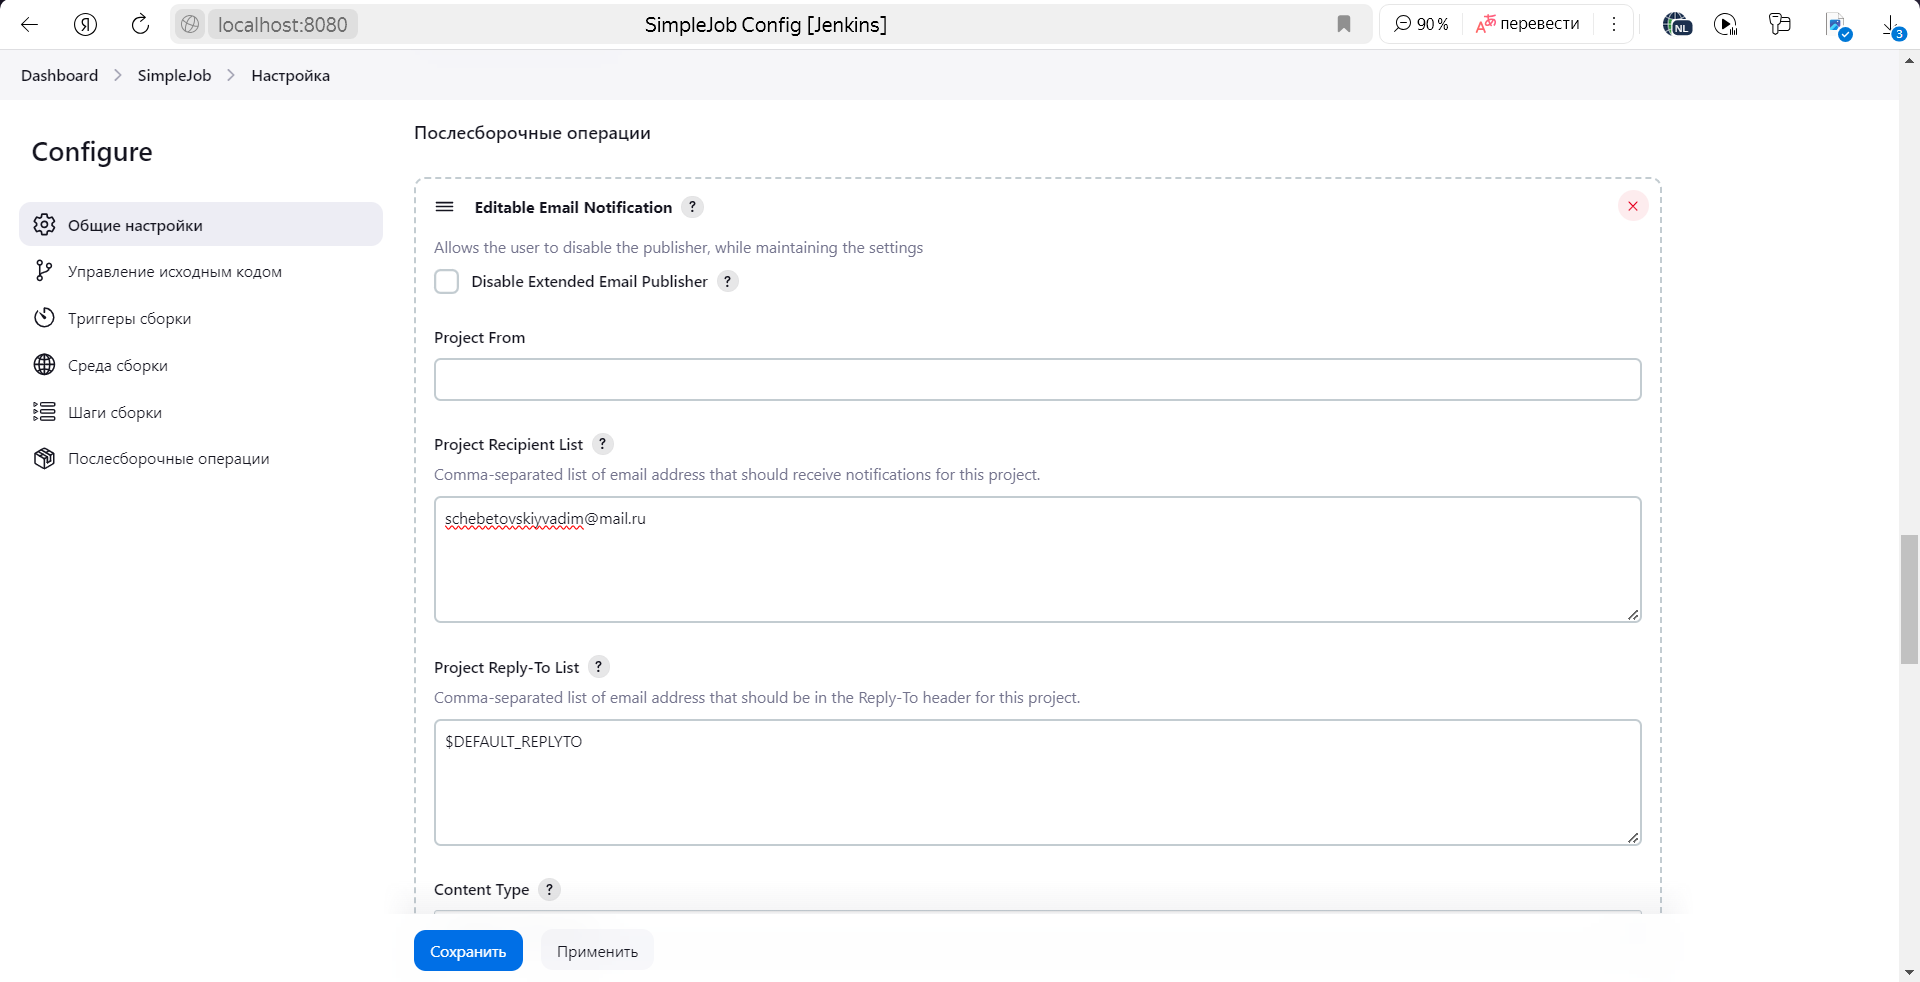 localhost:8080
SimpleJob Config [Jenkins]
90 %
перевести
NL
3
Dashboard
SimpleJob
Настройка
Configure
Общие настройки
Управление исходным кодом
Триггеры сборки
Среда сборки
Шаги сборки
Послесборочные операции
Послесборочные операции
Editable Email Notification ?
Allows the user to disable the publisher, while maintaining the settings
Disable Extended Email Publisher ?
Project From
Project Recipient List ?
Comma-separated list of email address that should receive notifications for this project.
schebetovskiyvadim@mail.ru
Project Reply-To List ?
Comma-separated list of email address that should be in the Reply-To header for this project.
$DEFAULT_REPLYTO
Content Type ?
Сохранить
Применить